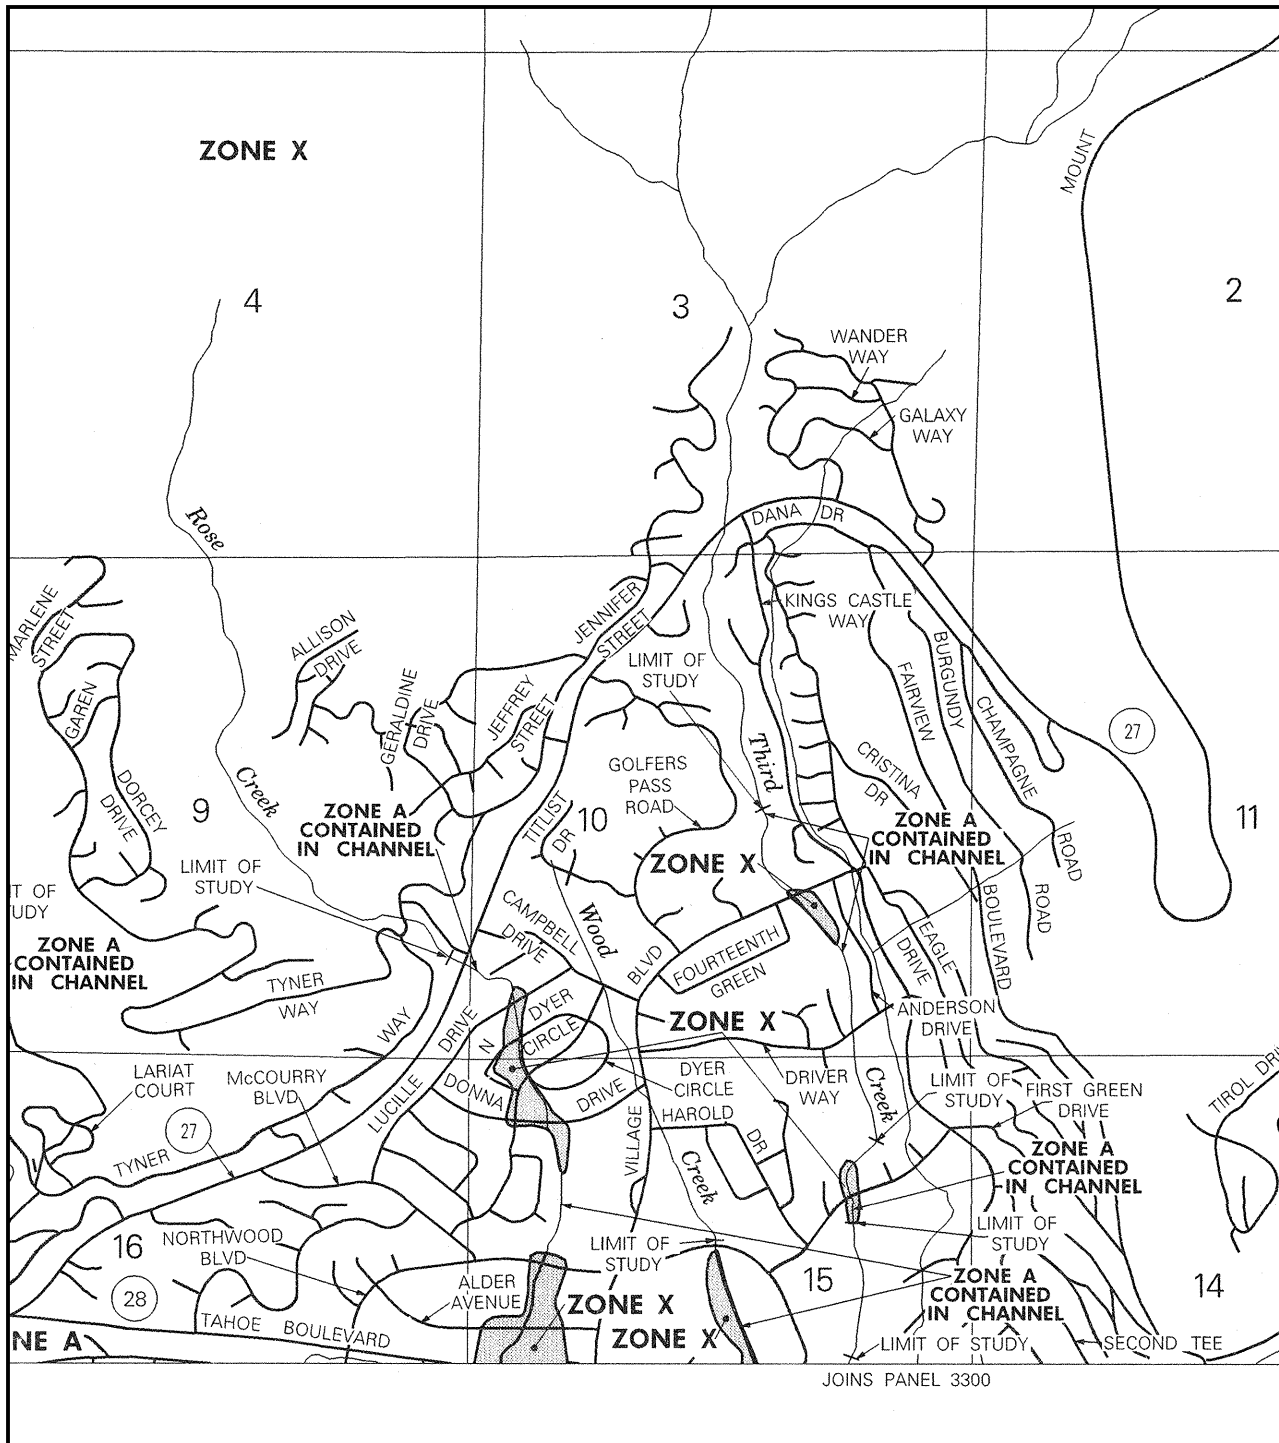 ZONE X
MOUNT
4
3
2
WANDER
WAY
GALAXY
WAY
Rose
DANA DR
MARLENE
STREET
ALLISON
DRIVE
JENNIFER
STREET
KINGS CASTLE
WAY
LIMIT OF
STUDY
GAREN
GERALDINE
DRIVE
JEFFREY
STREET
FAIRVIEW
BURGUNDY
CHAMPAGNE
27
Third
GOLFERS
PASS
ROAD
CRISTINA
DR
DORCEY
DRIVE
Creek
9
ZONE A
CONTAINED
IN CHANNEL
TITLIST
DR
10
ZONE A
CONTAINED
IN CHANNEL
11
ZONE X
LIMIT OF
STUDY
ROAD
ROAD
BOULEVARD
IT OF
UDY
ZONE A
CONTAINED
IN CHANNEL
CAMPBELL
DRIVE
Wood
BLVD
FOURTEENTH
GREEN
EAGLE
DRIVE
TYNER
WAY
WAY
DRIVE
N
DYER
CIRCLE
ZONE X
ANDERSON
DRIVE
LARIAT
COURT
McCOURRY
BLVD
LUCILLE
DONNA
DRIVE
DYER
CIRCLE
HAROLD
DR
DRIVER
WAY
Creek
LIMIT OF
STUDY
FIRST GREEN
DRIVE
TIROL DRI
27
TYNER
VILLAGE
Creek
ZONE A
CONTAINED
IN CHANNEL
16
NORTHWOOD
BLVD
LIMIT OF
STUDY
LIMIT OF
STUDY
28
ALDER
AVENUE
15
ZONE A
CONTAINED
IN CHANNEL
14
TAHOE BOULEVARD
ZONE X
ZONE X
NE A
LIMIT OF STUDY
SECOND TEE
JOINS PANEL 3300